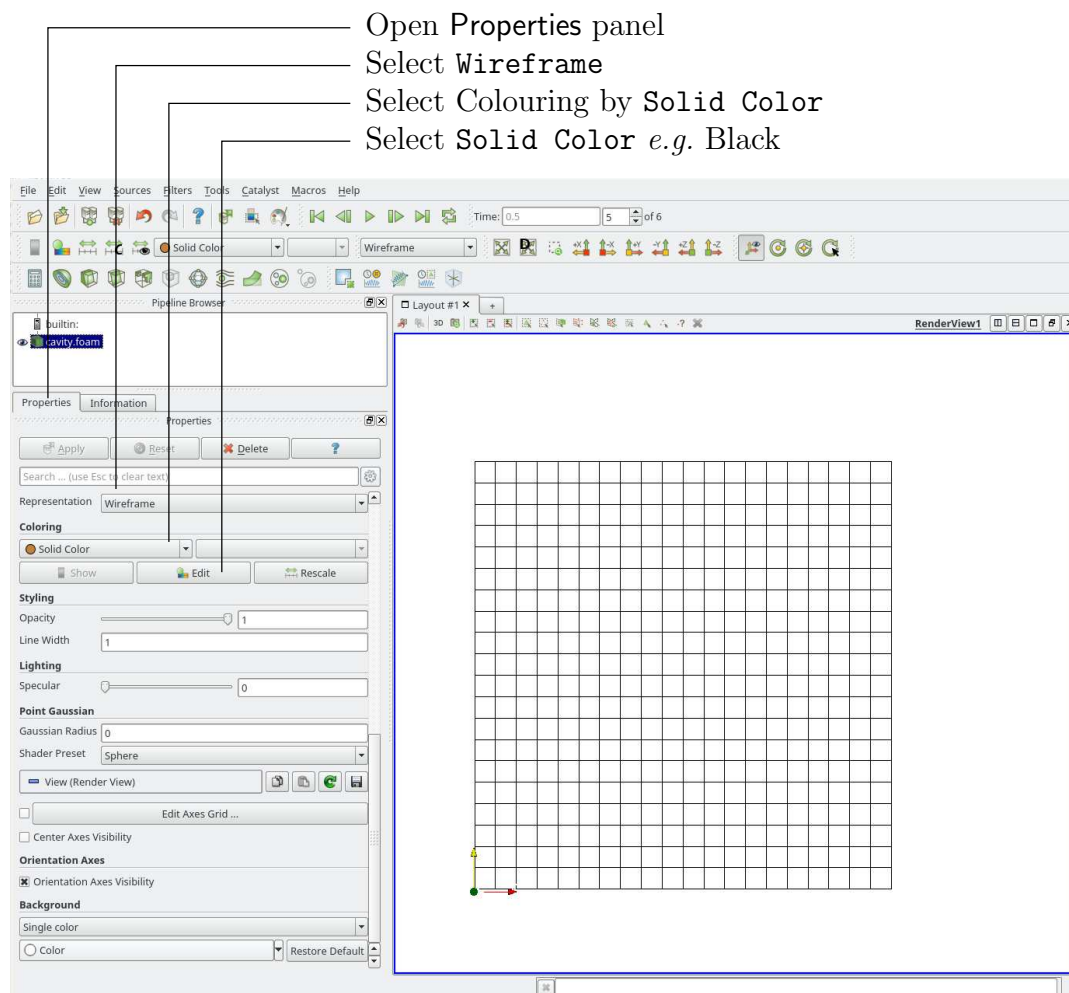 Open Properties panel
Select Wireframe
Select Colouring by Solid Color
Select Solid Color e.g. Black
File Edit View Sources Filters Tools Catalyst Macros Help
Time: 0.5 5 of 6
Solid Color Wireframe
Pipeline Browser
Layout #1
builtin:
3D
RenderView1
cavity.foam
Properties Information
Properties
Apply Reset Delete ?
Search ... (use Esc to clear text)
Representation Wireframe
Coloring
Solid Color
Show Edit Rescale
Styling
Opacity 1
Line Width 1
Lighting
Specular 0
Point Gaussian
Gaussian Radius 0
Shader Preset Sphere
View (Render View)
Edit Axes Grid ...
Center Axes Visibility
Orientation Axes
Orientation Axes Visibility
Background
Single color
Color Restore Default